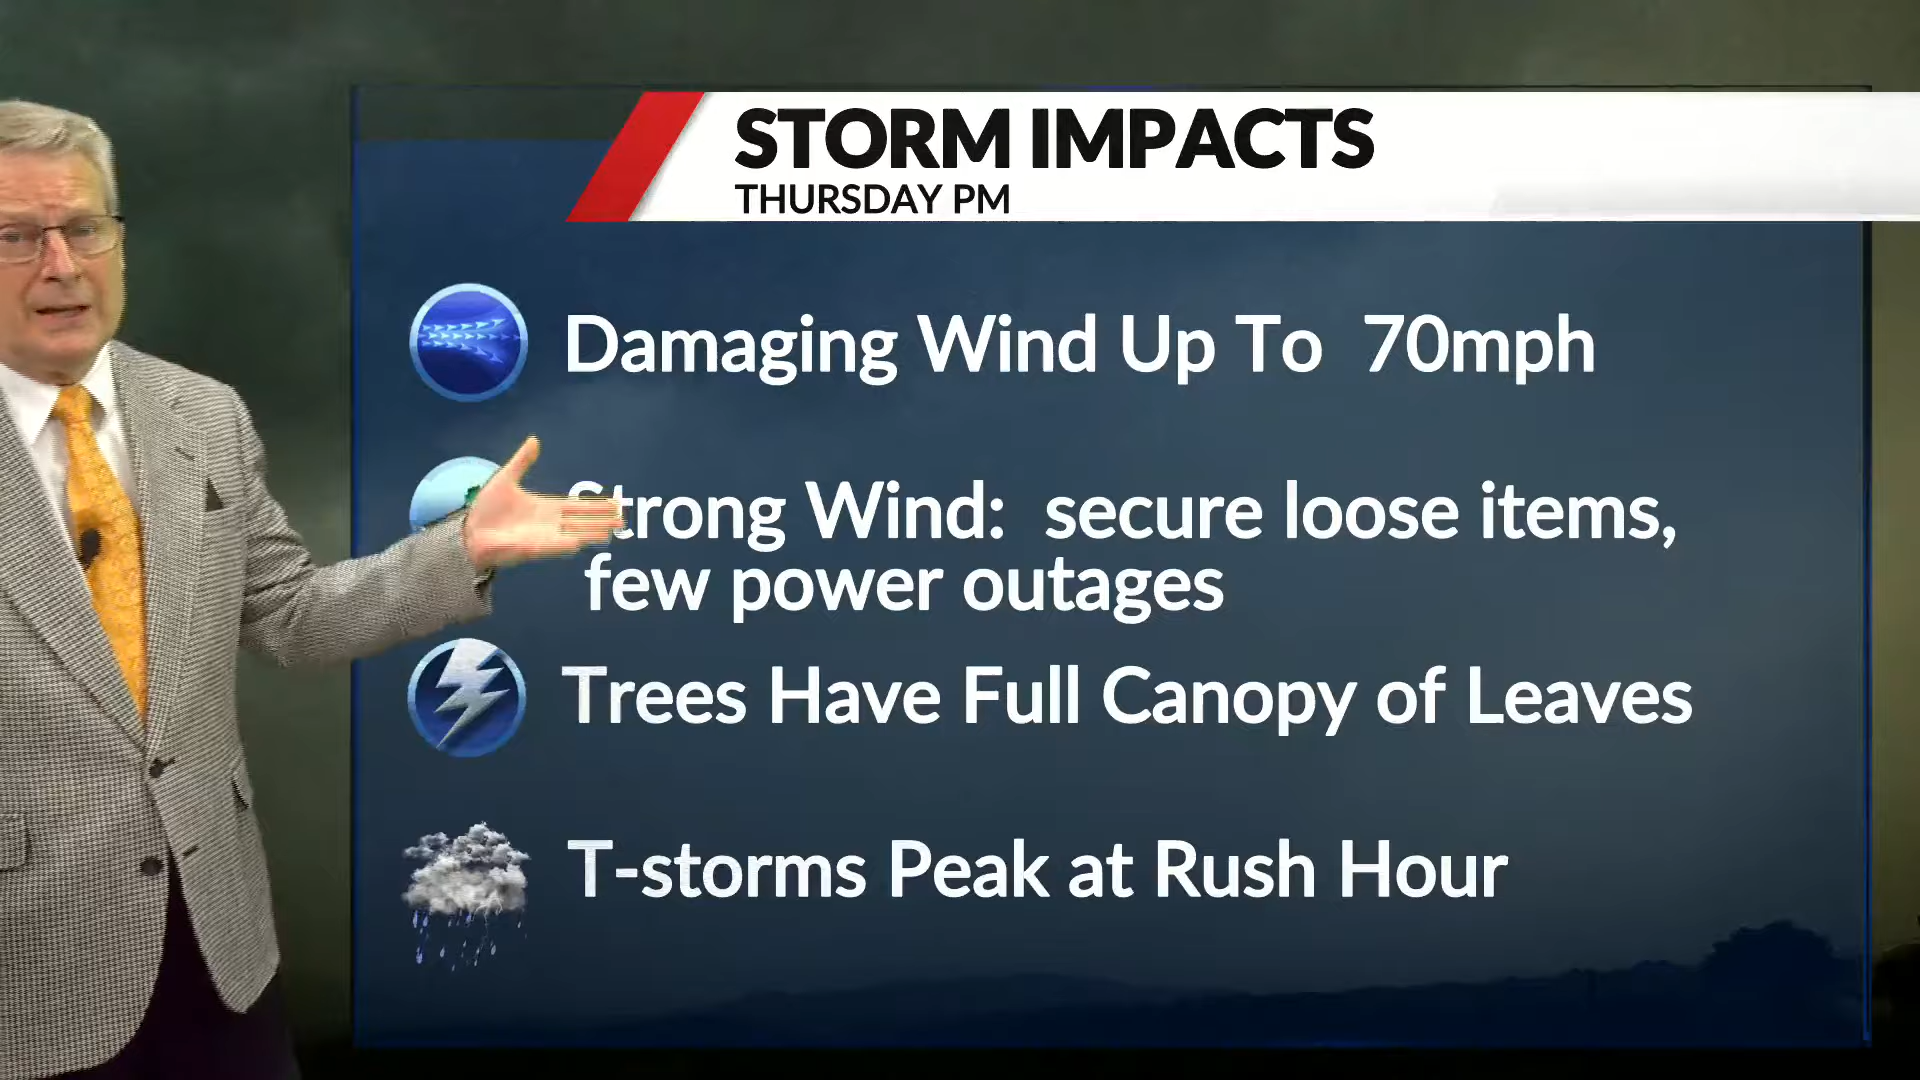 STORM IMPACTS
THURSDAY PM
Damaging Wind Up To 70mph
Strong Wind: secure loose items,
few power outages
Trees Have Full Canopy of Leaves
T-storms Peak at Rush Hour